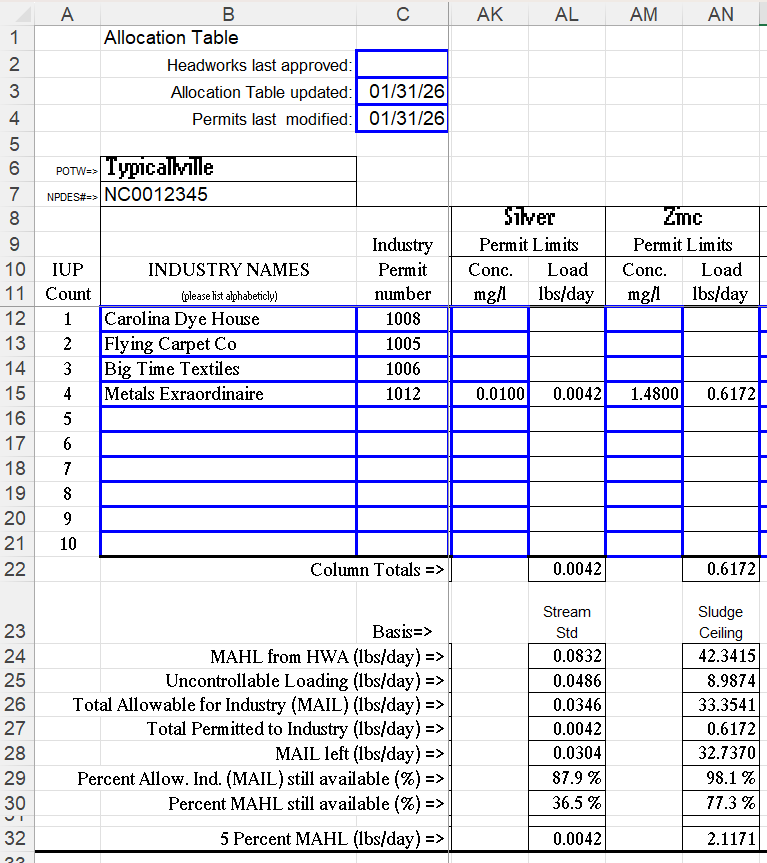 A B C AK AL AM AN
1 Allocation Table
2 Headworks last approved:
3 Allocation Table updated: 01/31/26
4 Permits last modified: 01/31/26
5
6 POTW=> Typicallville
7 NPDES#=> NC0012345
8 Silver Zinc
9 Industry Permit Limits Permit Limits
10 IUP INDUSTRY NAMES Permit Conc. Load Conc. Load
11 Count (please list alphabeticly) number mg/l lbs/day mg/l lbs/day
12 1 Carolina Dye House 1008
13 2 Flying Carpet Co 1005
14 3 Big Time Textiles 1006
15 4 Metals Exraordinaire 1012 0.0100 0.0042 1.4800 0.6172
16 5
17 6
18 7
19 8
20 9
21 10
22 Column Totals => 0.0042 0.6172
Stream Sludge
23 Basis=> Std Ceiling
24 MAHL from HWA (lbs/day) => 0.0832 42.3415
25 Uncontrollable Loading (lbs/day) => 0.0486 8.9874
26 Total Allowable for Industry (MAIL) (lbs/day) => 0.0346 33.3541
27 Total Permitted to Industry (lbs/day) => 0.0042 0.6172
28 MAIL left (lbs/day) => 0.0304 32.7370
29 Percent Allow. Ind. (MAIL) still available (%) => 87.9 % 98.1 %
30 Percent MAHL still available (%) => 36.5 % 77.3 %
32 5 Percent MAHL (lbs/day) => 0.0042 2.1171